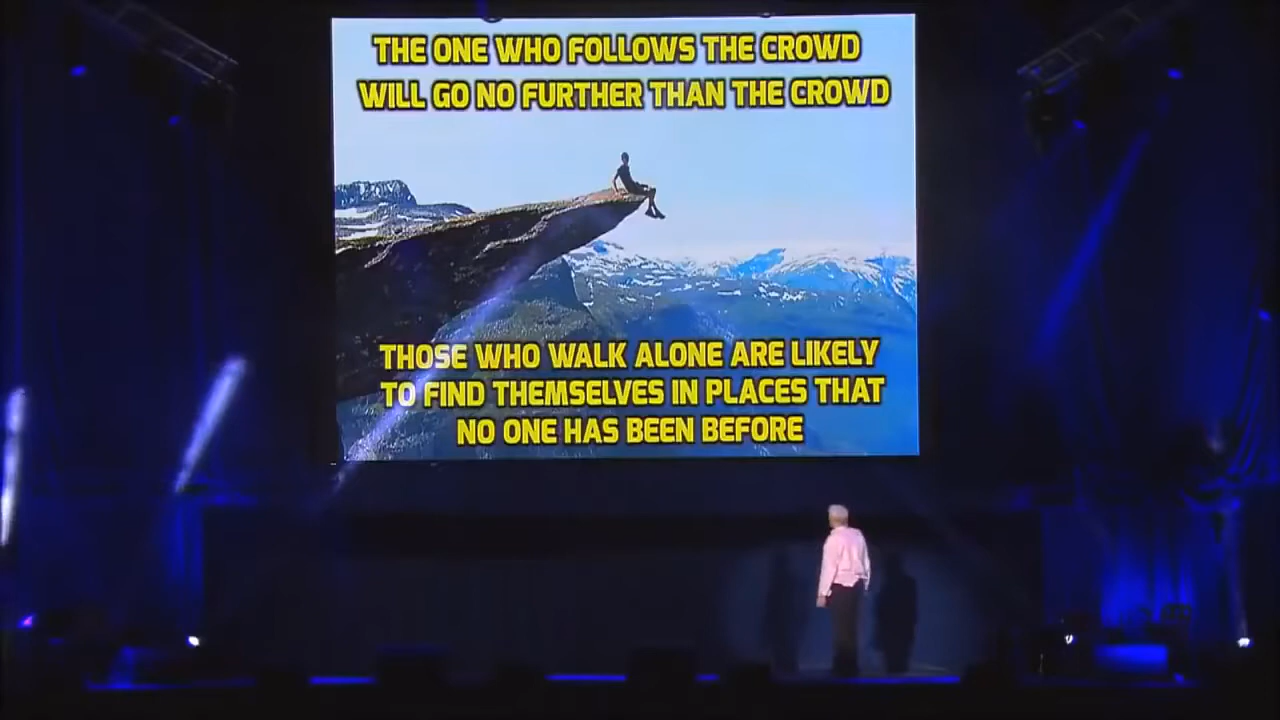 THE ONE WHO FOLLOWS THE CROWD
WILL GO NO FURTHER THAN THE CROWD
THOSE WHO WALK ALONE ARE LIKELY
TO FIND THEMSELVES IN PLACES THAT
NO ONE HAS BEEN BEFORE